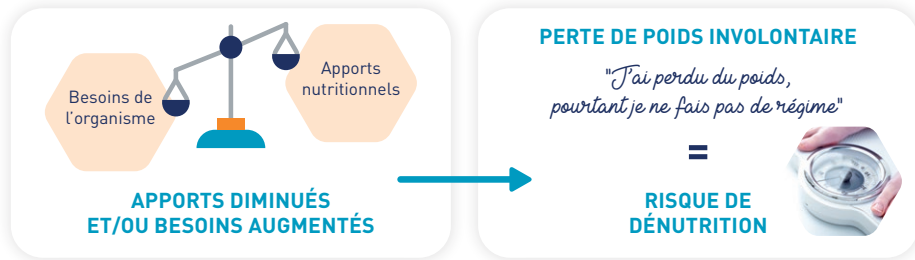 Besoins de
l'organisme
Apports
nutritionnels
APPORTS DIMINUÉS
ET/OU BESOINS AUGMENTÉS
PERTE DE POIDS INVOLONTAIRE
"J'ai perdu du poids,
pourtant je ne fais pas de régime"
=
RISQUE DE
DÉNUTRITION